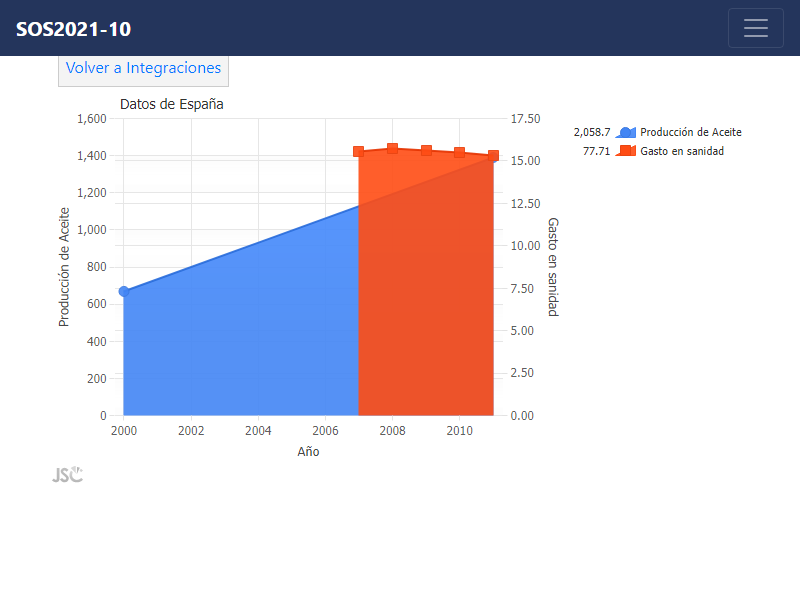 SOS2021-10
Volver a Integraciones
Datos de España
1,600
1,400
1,200
1,000
800
600
400
200
0
Producción de Aceite
17.50
15.00
12.50
10.00
7.50
5.00
2.50
0.00
Gasto en sanidad
2000 2002 2004 2006 2008 2010
Año
2,058.7 Producción de Aceite
77.71 Gasto en sanidad
JSC